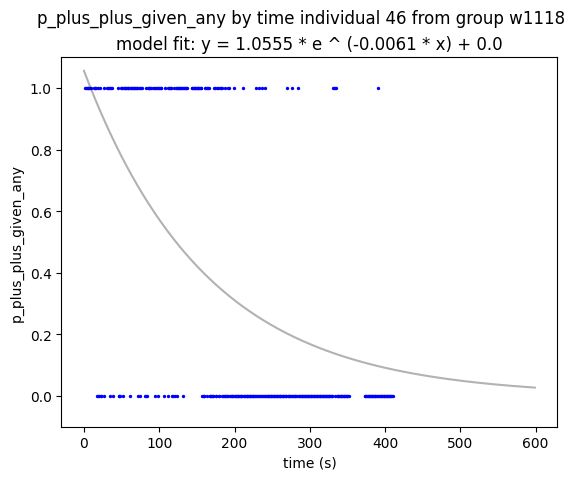 p_plus_plus_given_any by time individual 46 from group w1118
model fit: y = 1.0555 * e ^ (-0.0061 * x) + 0.0
1.0
0.8
0.6
0.4
0.2
0.0
p_plus_plus_given_any
0 100 200 300 400 500 600
time (s)